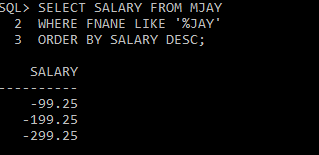 SQL> SELECT SALARY FROM MJAY
2 WHERE FNANE LIKE '%JAY'
3 ORDER BY SALARY DESC;
SALARY
----------
-99.25
-199.25
-299.25